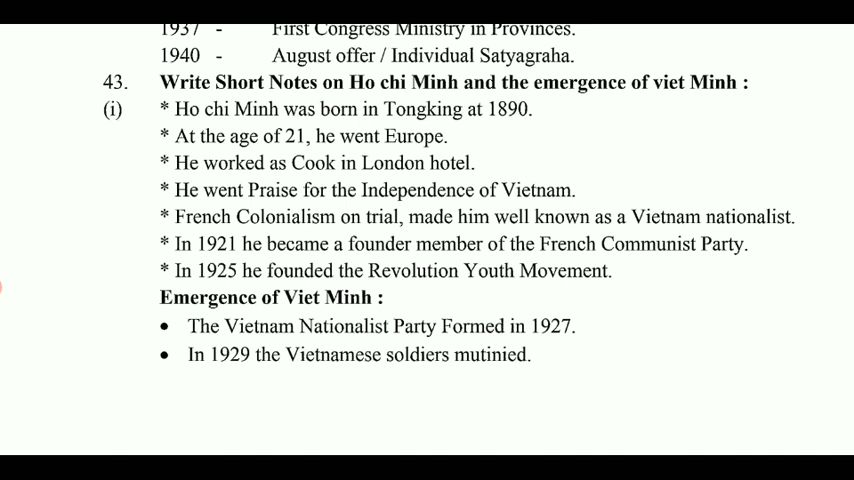 1937 - First Congress Ministry in Provinces.
1940 - August offer / Individual Satyagraha.
43. Write Short Notes on Ho chi Minh and the emergence of viet Minh :
(i) * Ho chi Minh was born in Tongking at 1890.
* At the age of 21, he went Europe.
* He worked as Cook in London hotel.
* He went Praise for the Independence of Vietnam.
* French Colonialism on trial, made him well known as a Vietnam nationalist.
* In 1921 he became a founder member of the French Communist Party.
* In 1925 he founded the Revolution Youth Movement.
Emergence of Viet Minh :
• The Vietnam Nationalist Party Formed in 1927.
• In 1929 the Vietnamese soldiers mutinied.